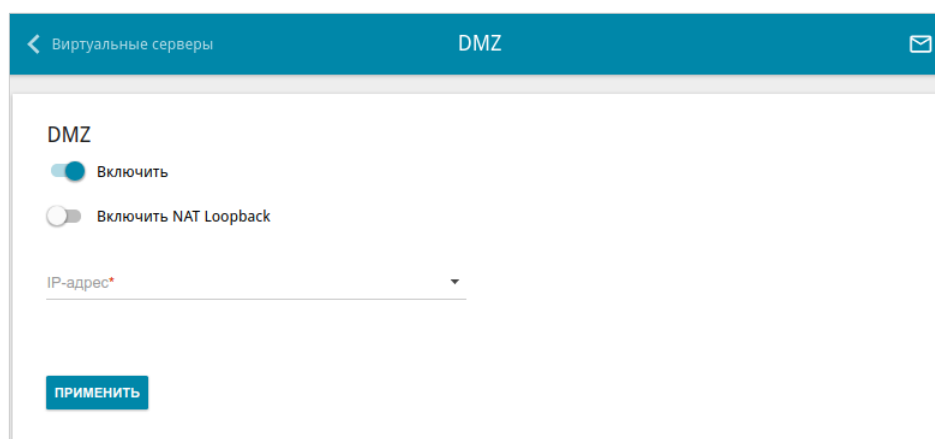 Виртуальные серверы
DMZ
DMZ
Включить
Включить NAT Loopback
IP-адрес*
ПРИМЕНИТЬ